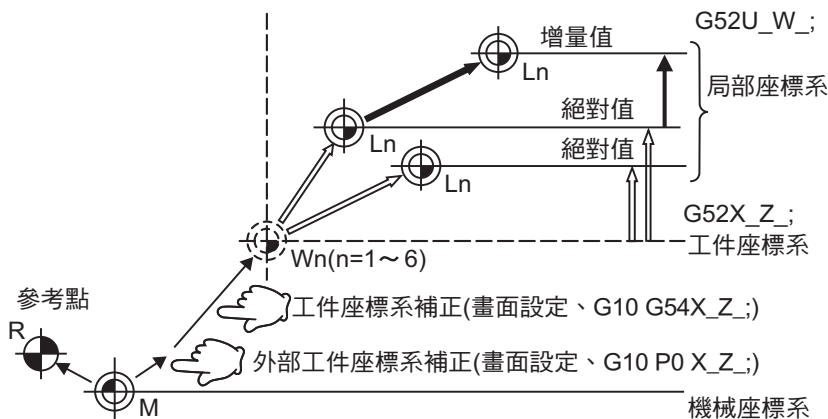 G52U_W_;
增量值
Ln
局部座標系
絕對值
Ln
絕對值
Ln
G52X_Z_;
工件座標系
Wn(n=1～6)
參考點
工件座標系補正(畫面設定、G10 G54X_Z_;)
R
外部工件座標系補正(畫面設定、G10 P0 X_Z_;)
M
機械座標系